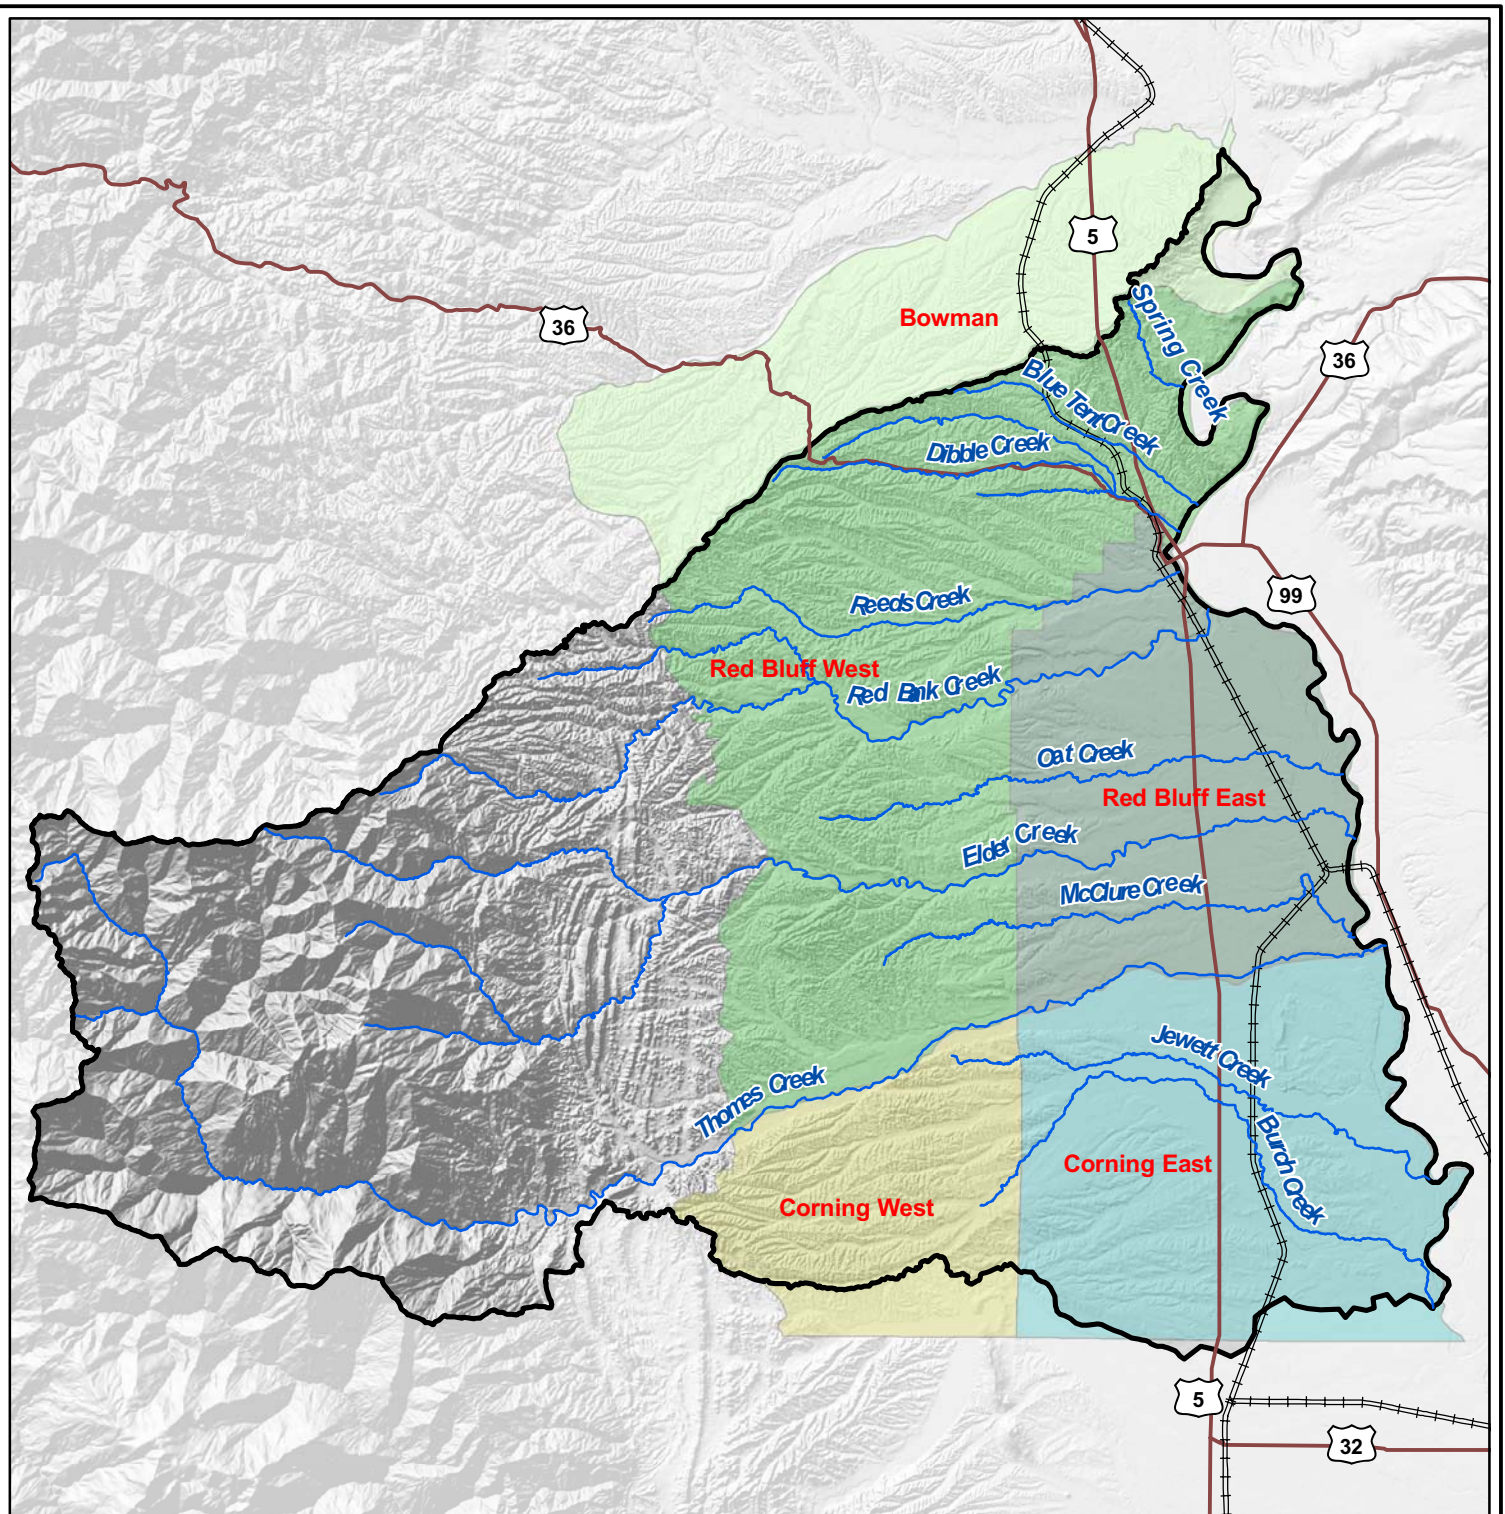 5
Bowman
Spring Creek
36
36
Blue Tent Creek
Dibble Creek
99
Reeds Creek
Red Bluff West
Red Bank Creek
Oat Creek
Red Bluff East
Elder Creek
McClure Creek
Jewett Creek
Thomes Creek
Burch Creek
Corning East
Corning West
5
32